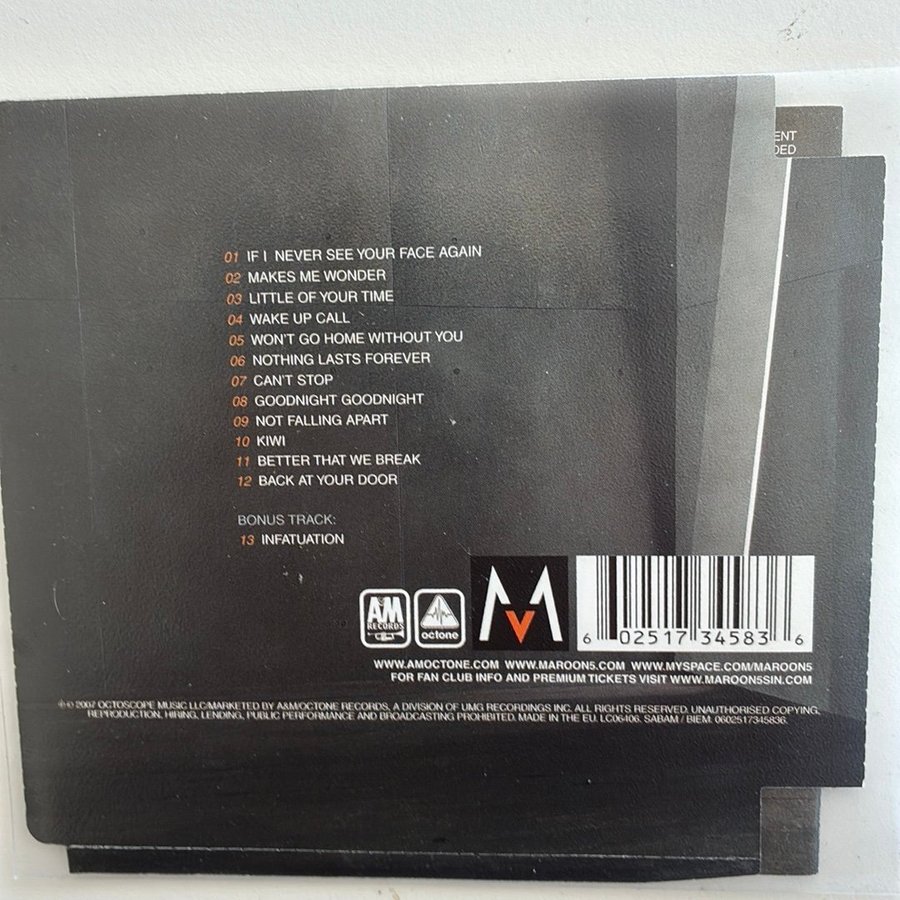 ENT
DED
01 IF I NEVER SEE YOUR FACE AGAIN
02 MAKES ME WONDER
03 LITTLE OF YOUR TIME
04 WAKE UP CALL
05 WON'T GO HOME WITHOUT YOU
06 NOTHING LASTS FOREVER
07 CAN'T STOP
08 GOODNIGHT GOODNIGHT
09 NOT FALLING APART
10 KIWI
11 BETTER THAT WE BREAK
12 BACK AT YOUR DOOR
BONUS TRACK:
13 INFATUATION
A&M
RECORDS
octone
M
6 02517 34583 6
WWW.AMOCTONE.COM WWW.MAROON5.COM WWW.MYSPACE.COM/MAROON5
FOR FAN CLUB INFO AND PREMIUM TICKETS VISIT WWW.MAROON5SIN.COM
℗ © 2007 OCTOSCOPE MUSIC LLC/MARKETED BY A&M/OCTONE RECORDS, A DIVISION OF UMG RECORDINGS INC. ALL RIGHTS RESERVED. UNAUTHORISED COPYING,
REPRODUCTION, HIRING, LENDING, PUBLIC PERFORMANCE AND BROADCASTING PROHIBITED. MADE IN THE EU. LC06406. SABAM / BIEM. 0602517345836.